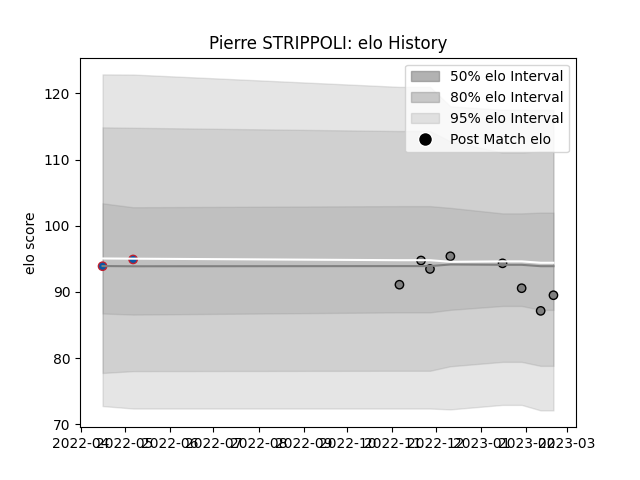 Pierre STRIPPOLI: elo History
50% elo Interval
80% elo Interval
95% elo Interval
Post Match elo
elo score
120
110
100
90
80
70
2022-04 2022-05 2022-06 2022-07 2022-08 2022-09 2022-10 2022-11 2022-12 2023-01 2023-02 2023-03